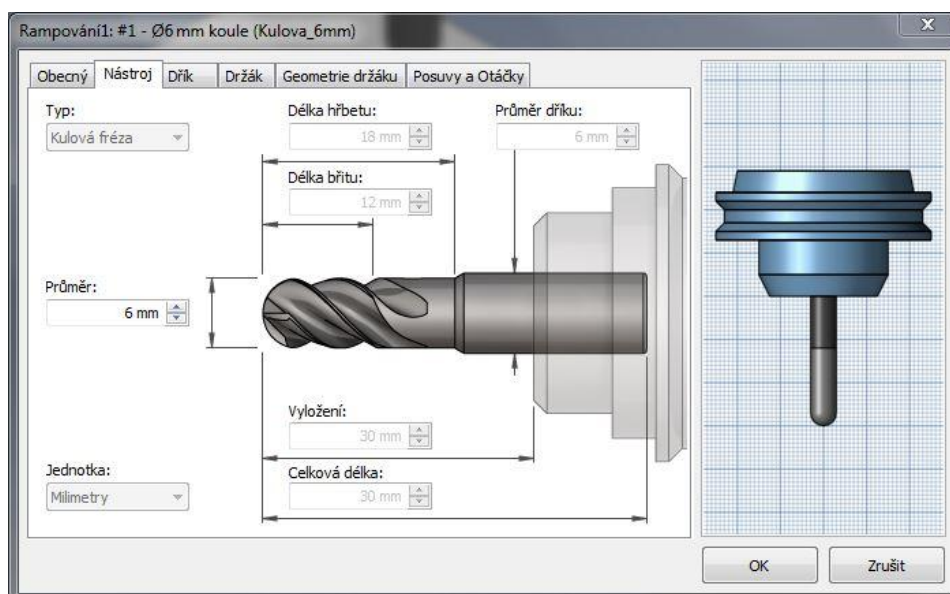 Rampování1: #1 - Ø6 mm koule (Kulova_6mm)
x
Obecný Nástroj Dřík Držák Geometrie držáku Posuvy a Otáčky
Typ: Délka hřbetu: Průměr dříku:
Kulová fréza 18 mm 6 mm
Délka břitu:
12 mm
Průměr:
6 mm
Vyložení:
30 mm
Jednotka: Celková délka:
Milimetry 30 mm
OK Zrušit